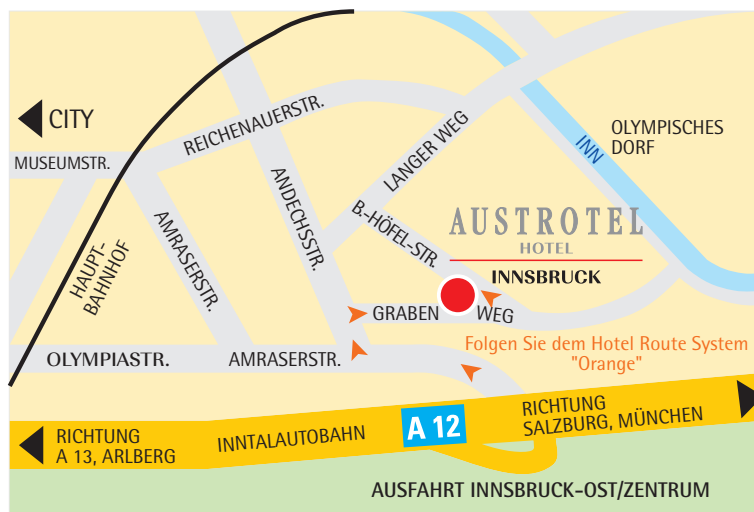 CITY
MUSEUMSTR.
REICHENAUERSTR.
LANGER WEG
INN
OLYMPISCHES
DORF
ANDECHSSTR.
AMRASERSTR.
HAUPT-
BAHNHOF
B.-HÖFEL-STR.
AUSTROTEL
HOTEL
INNSBRUCK
GRABEN WEG
Folgen Sie dem Hotel Route System
"Orange"
OLYMPIASTR.
AMRASERSTR.
RICHTUNG
A 13, ARLBERG
INNTALAUTOBAHN
A 12
RICHTUNG
SALZBURG, MÜNCHEN
AUSFAHRT INNSBRUCK-OST/ZENTRUM